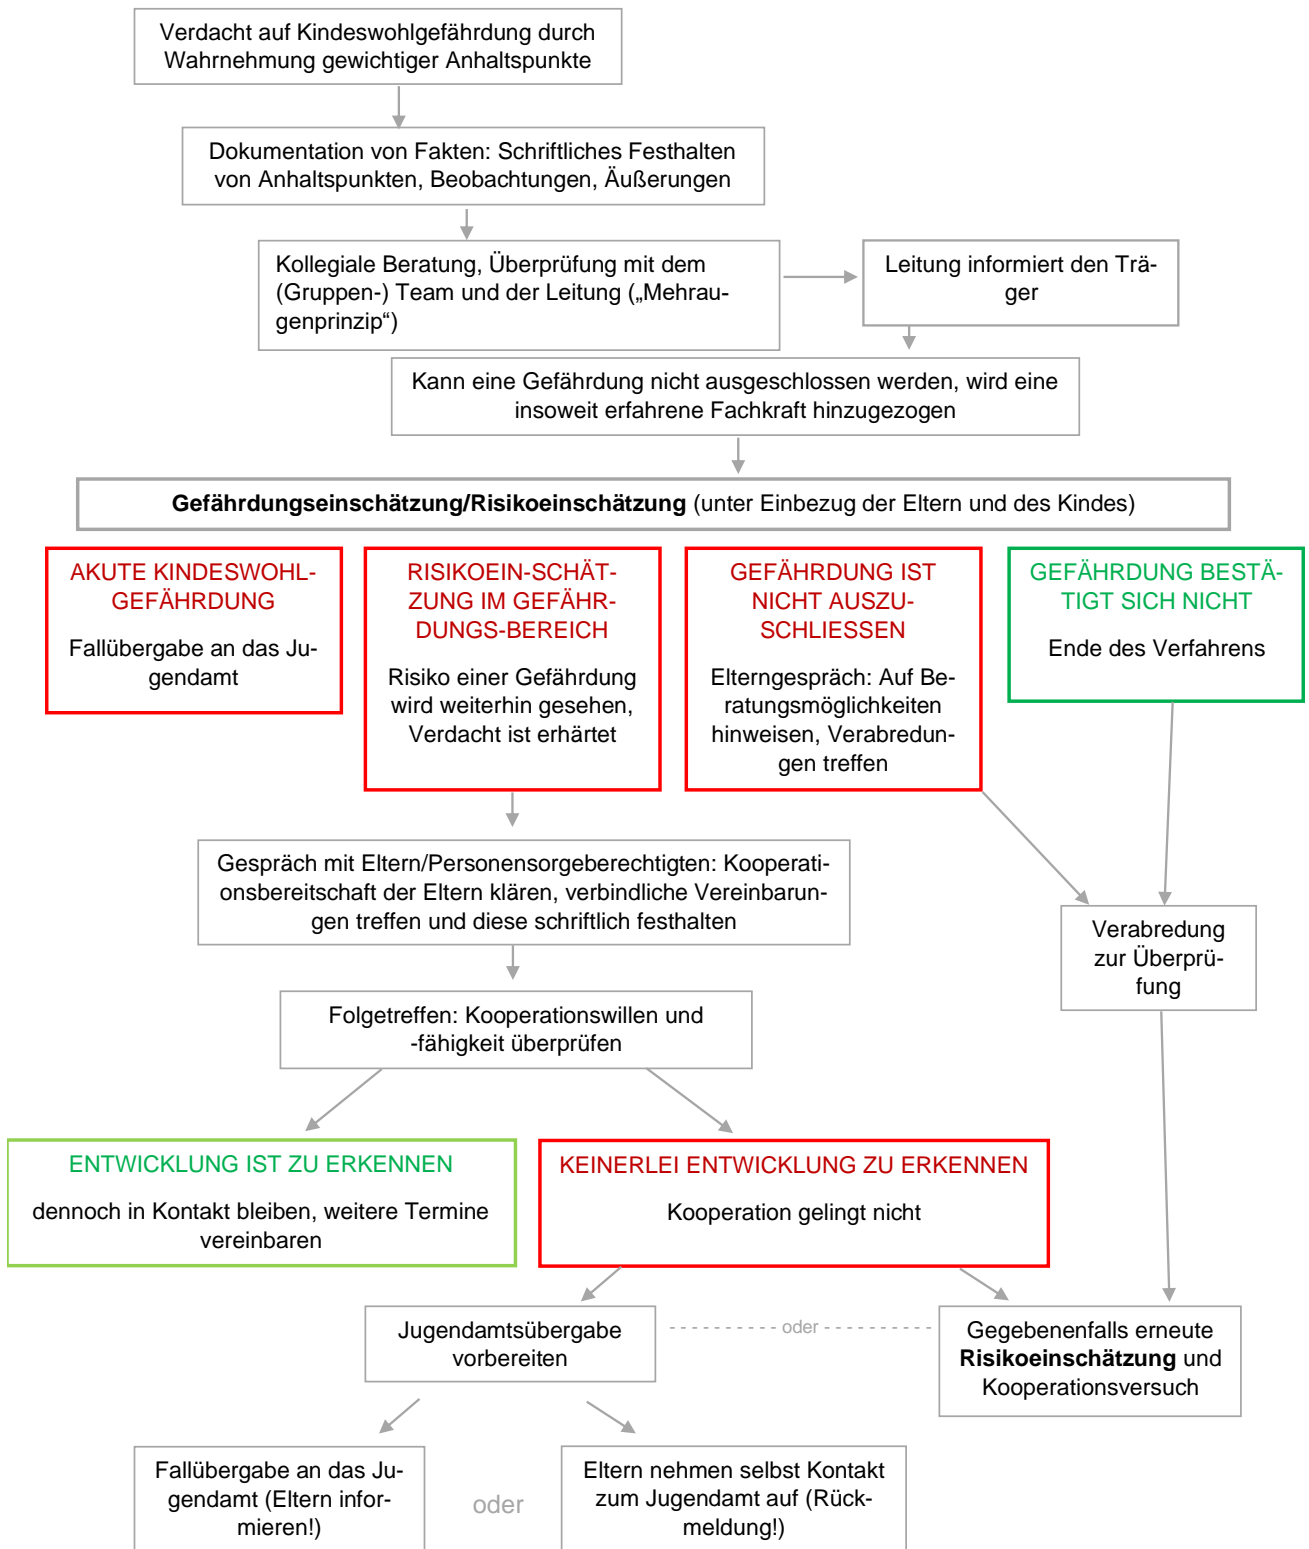 Verdacht auf Kindeswohlgefährdung durch
Wahrnehmung gewichtiger Anhaltspunkte
Dokumentation von Fakten: Schriftliches Festhalten
von Anhaltspunkten, Beobachtungen, Äußerungen
Kollegiale Beratung, Überprüfung mit dem
(Gruppen-) Team und der Leitung („Mehrau-
genprinzip“)
Leitung informiert den Trä-
ger
Kann eine Gefährdung nicht ausgeschlossen werden, wird eine
insoweit erfahrene Fachkraft hinzugezogen
Gefährdungseinschätzung/Risikoeinschätzung (unter Einbezug der Eltern und des Kindes)
AKUTE KINDESWOHL-
GEFÄHRDUNG
Fallübergabe an das Ju-
gendamt
RISIKOEIN-SCHÄT-
ZUNG IM GEFÄHR-
DUNGS-BEREICH
Risiko einer Gefährdung
wird weiterhin gesehen,
Verdacht ist erhärtet
GEFÄHRDUNG IST
NICHT AUSZU-
SCHLIESSEN
Elterngespräch: Auf Be-
ratungsmöglichkeiten
hinweisen, Verabredun-
gen treffen
GEFÄHRDUNG BESTÄ-
TIGT SICH NICHT
Ende des Verfahrens
Gespräch mit Eltern/Personensorgeberechtigten: Kooperati-
onsbereitschaft der Eltern klären, verbindliche Vereinbarun-
gen treffen und diese schriftlich festhalten
Verabredung
zur Überprü-
fung
Folgetreffen: Kooperationswillen und
-fähigkeit überprüfen
ENTWICKLUNG IST ZU ERKENNEN
dennoch in Kontakt bleiben, weitere Termine
vereinbaren
KEINERLEI ENTWICKLUNG ZU ERKENNEN
Kooperation gelingt nicht
Jugendamtsübergabe
vorbereiten
oder
Gegebenenfalls erneute
Risikoeinschätzung und
Kooperationsversuch
Fallübergabe an das Ju-
gendamt (Eltern infor-
mieren!)
oder
Eltern nehmen selbst Kontakt
zum Jugendamt auf (Rück-
meldung!)